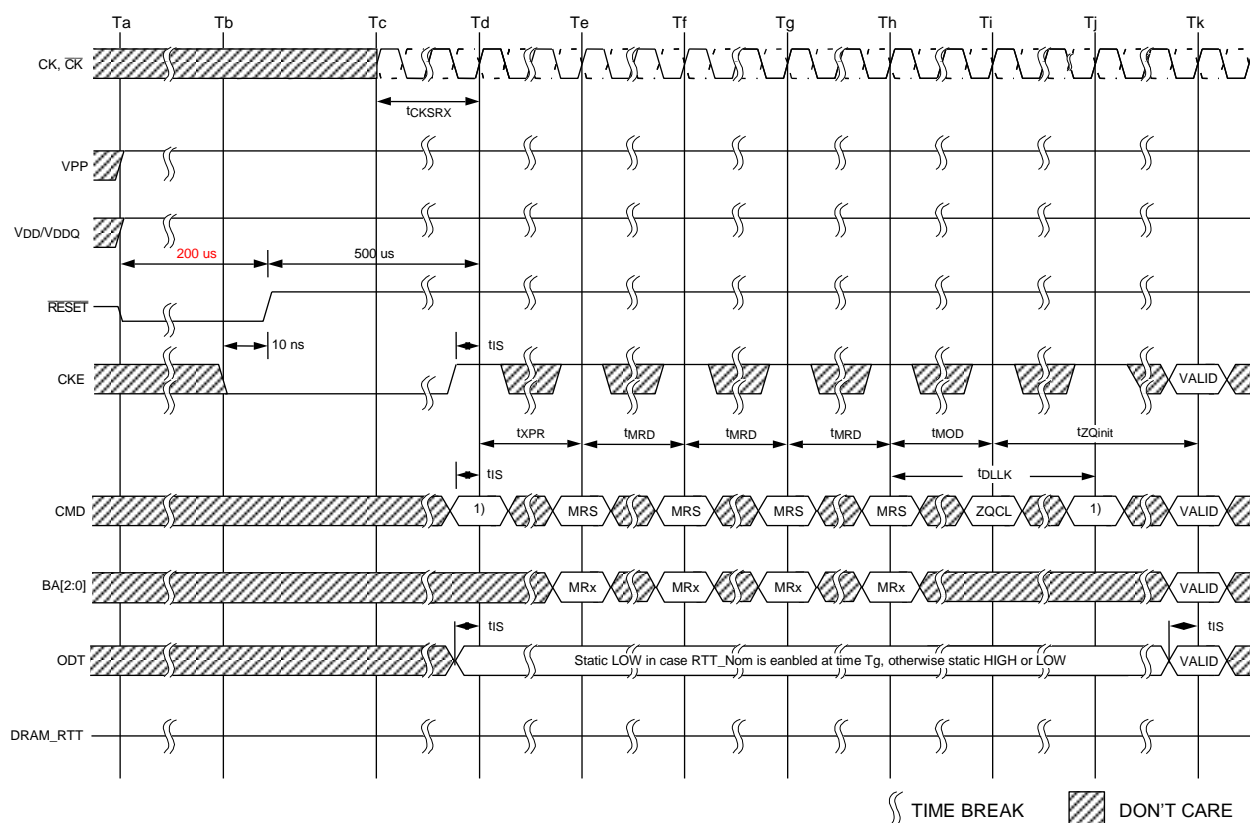 Ta Tb Tc Td Te Tf Tg Th Ti Tj Tk
CK, CK
tCKSRX
VPP
VDD/VDDQ
200 us 500 us
RESET
10 ns tIS
CKE VALID
tXPR tMRD tMRD tMRD tMOD tZQinit
tIS tDLLK
CMD 1) MRS MRS MRS MRS ZQCL 1) VALID
BA[2:0] MRx MRx MRx MRx VALID
tIS tIS
ODT Static LOW in case RTT_Nom is eanbled at time Tg, otherwise static HIGH or LOW VALID
DRAM_RTT
TIME BREAK DON'T CARE